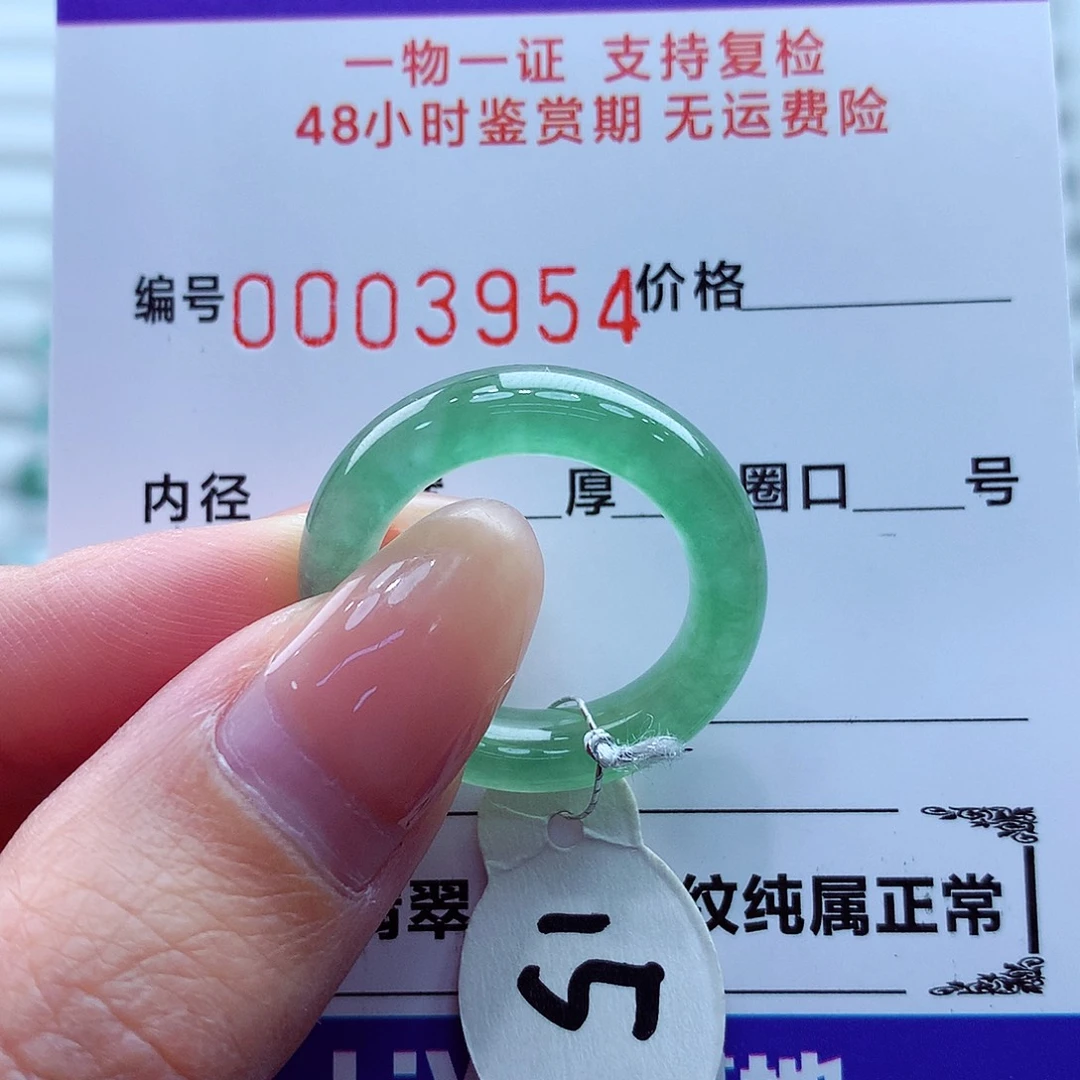 一物一证 支持复检
48小时鉴赏期 无运费险
编号0003954价格
内径 厚 圈口 号
翠 纹纯属正常
15